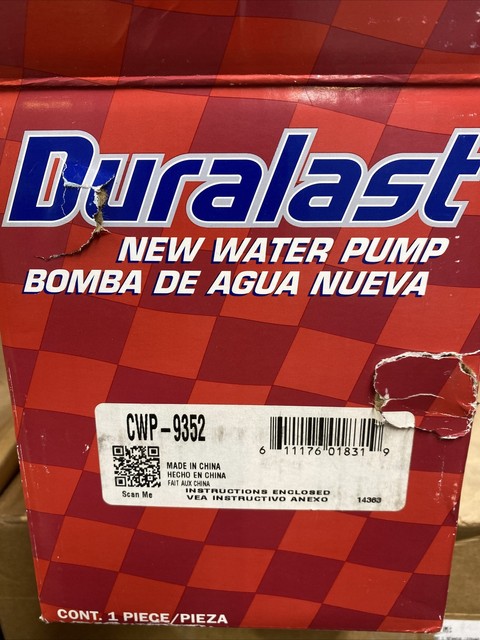 Duralast
NEW WATER PUMP
BOMBA DE AGUA NUEVA
CWP-9352
6 11176 01831 9
MADE IN CHINA
HECHO EN CHINA
FAIT AUX CHINA
Scan Me
INSTRUCTIONS ENCLOSED
VEA INSTRUCTIVO ANEXO
14363
CONT. 1 PIECE/PIEZA